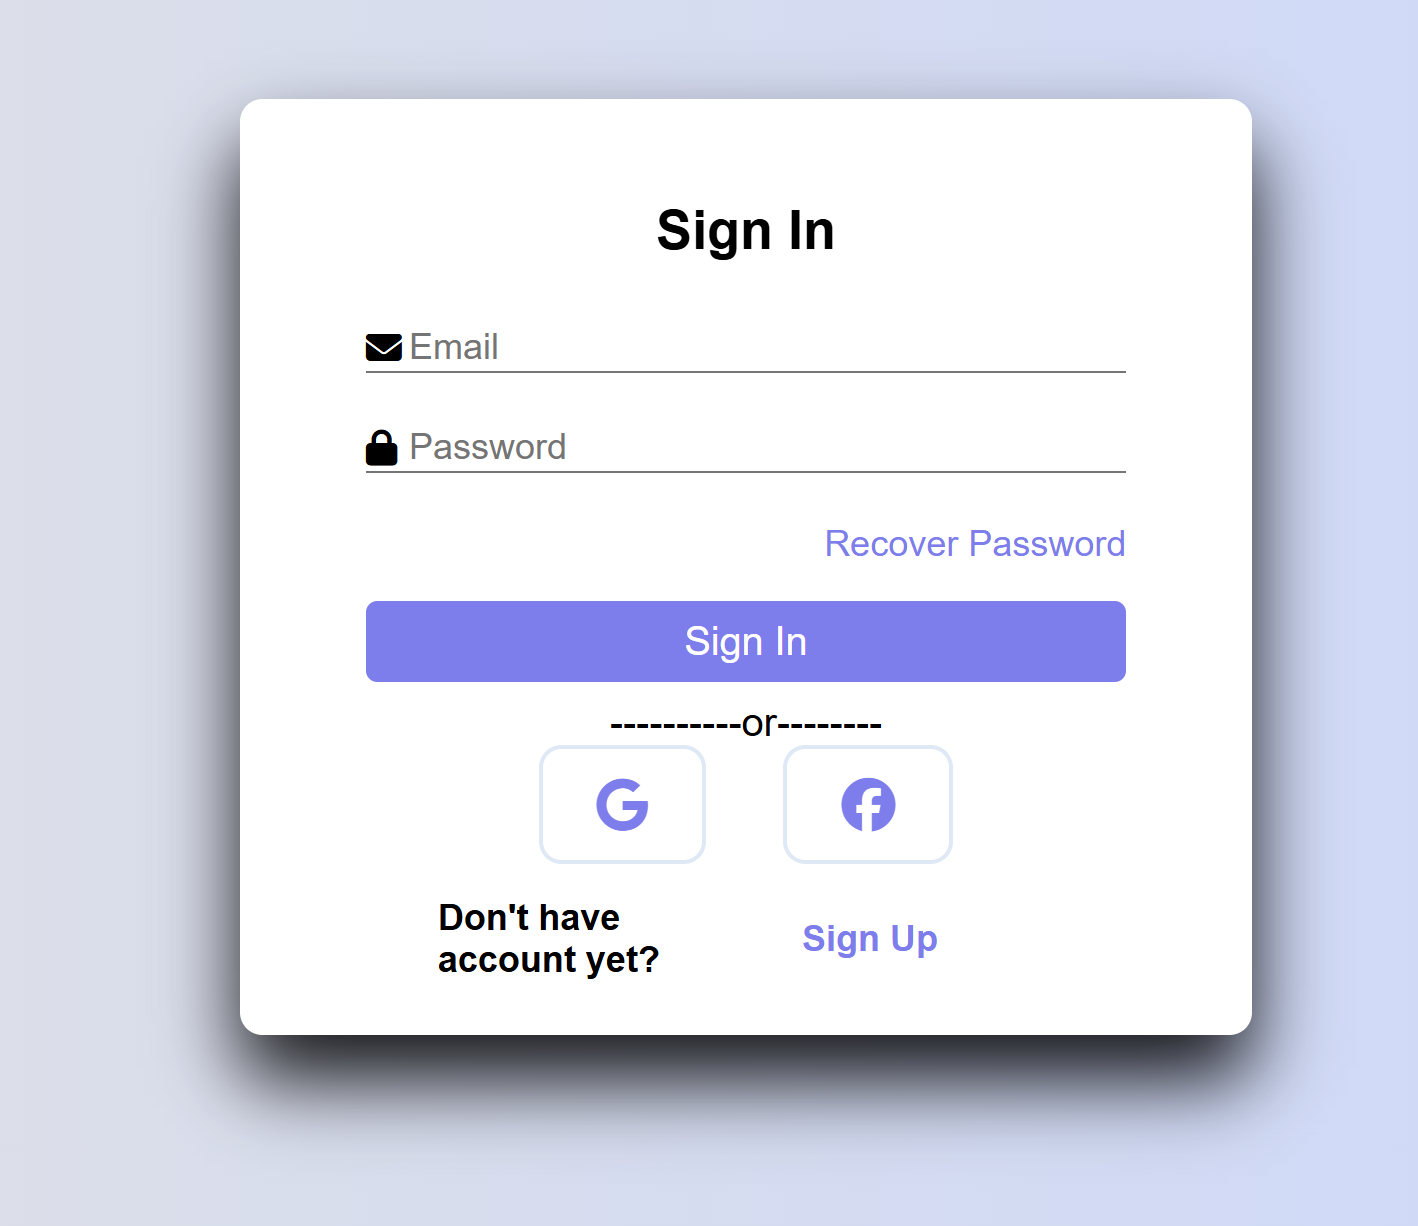 Sign In
Email
Password
Recover Password
Sign In
----------or--------
Don't have
account yet?
Sign Up